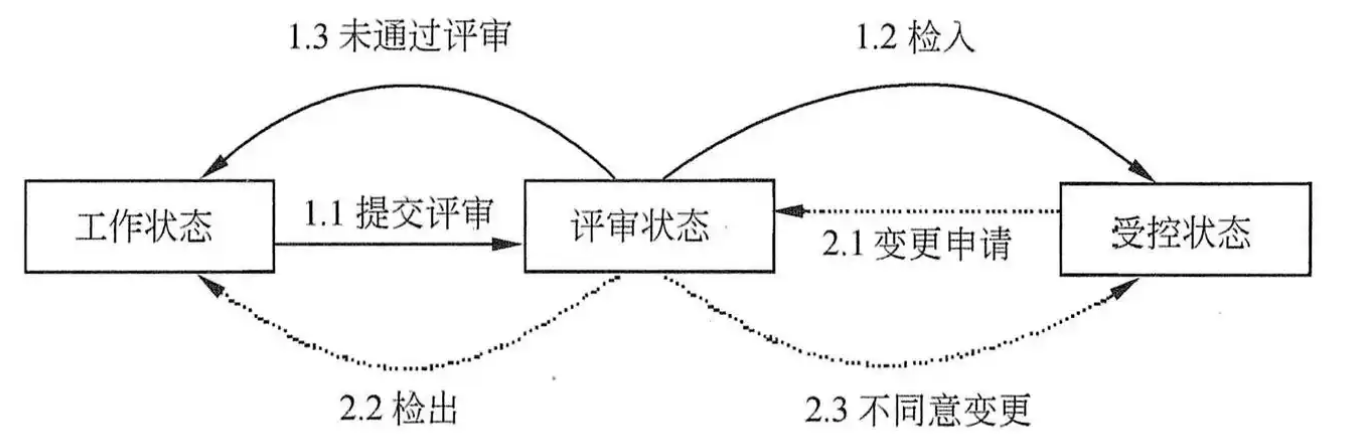 1.3 未通过评审
1.2 检入
工作状态
1.1 提交评审
评审状态
2.1 变更申请
受控状态
2.2 检出
2.3 不同意变更